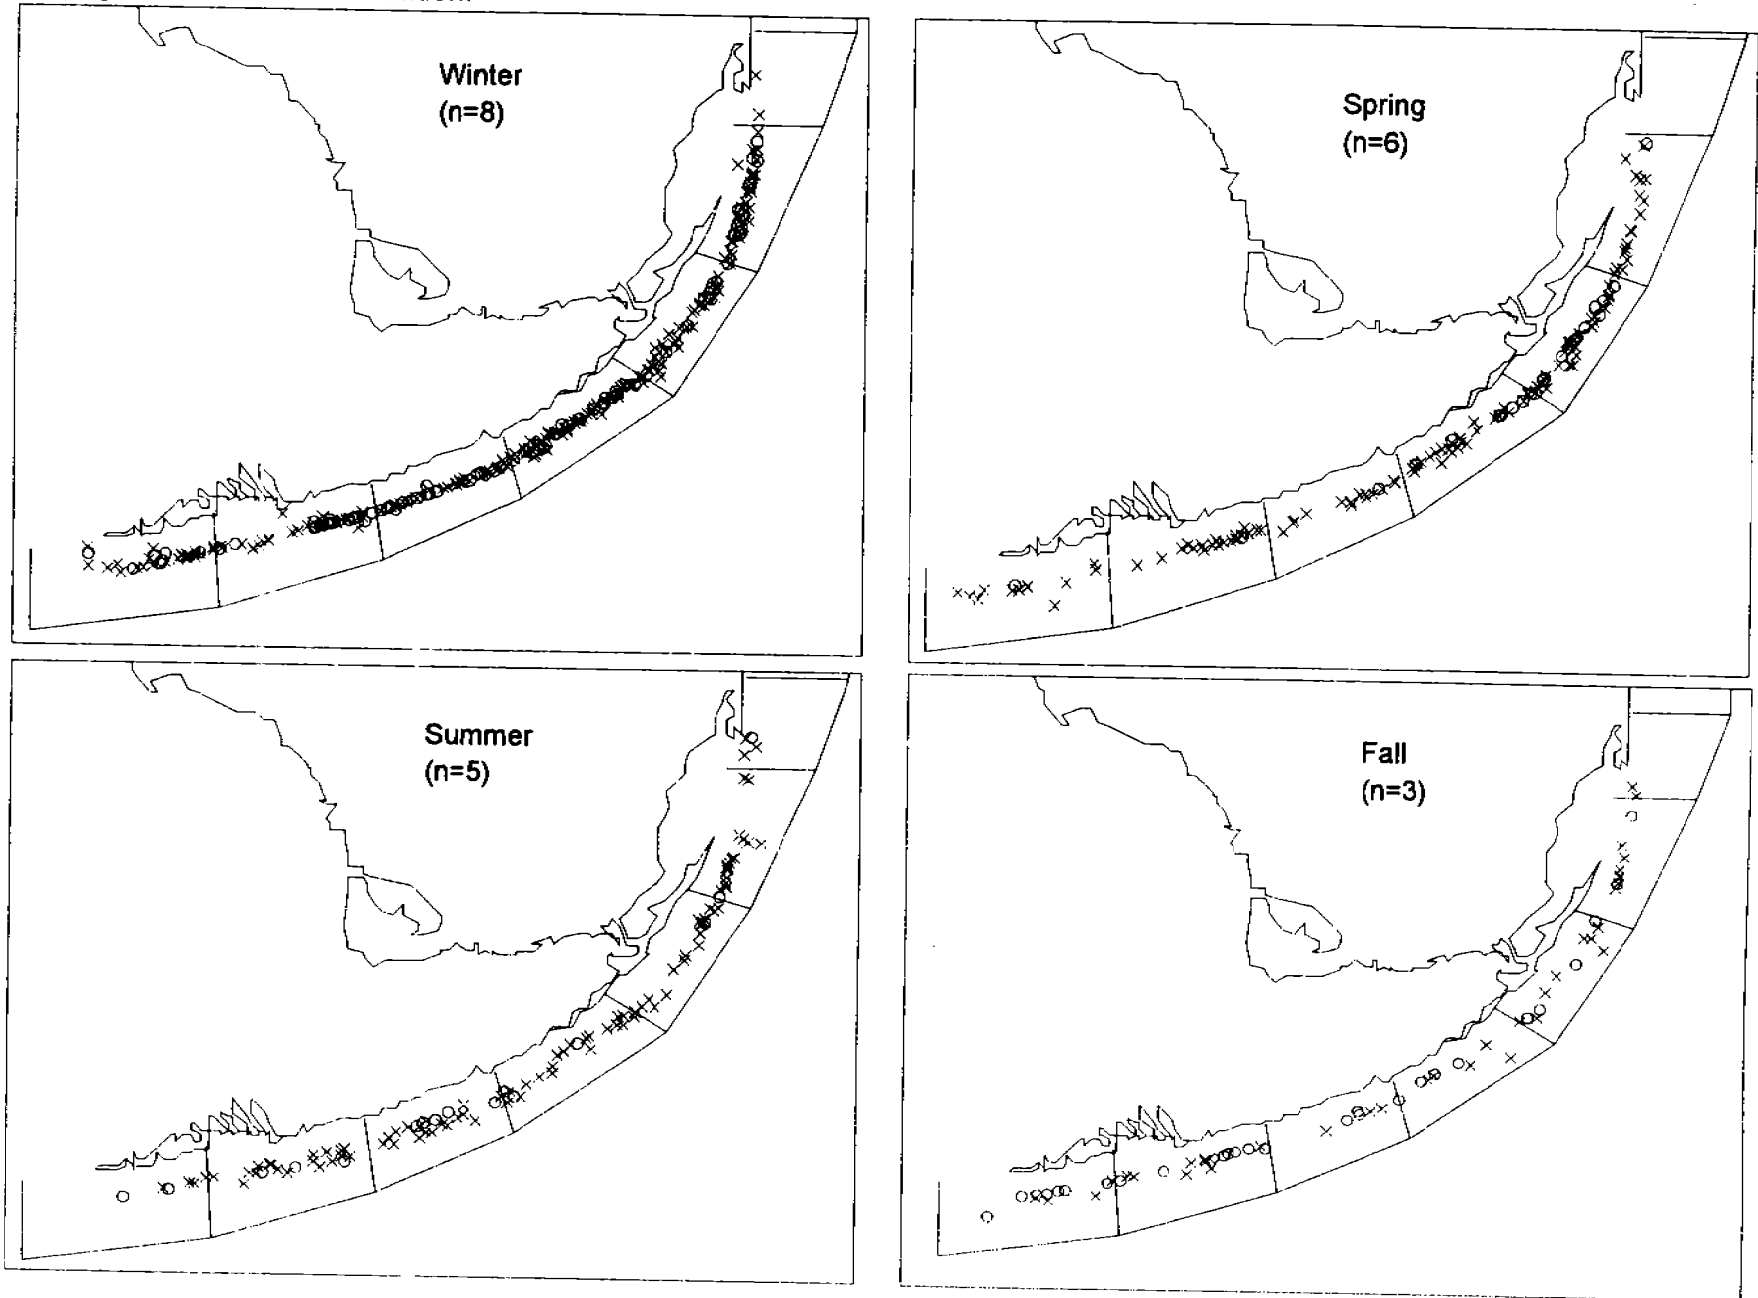 Winter
(n=8)
Spring
(n=6)
Summer
(n=5)
Fall
(n=3)